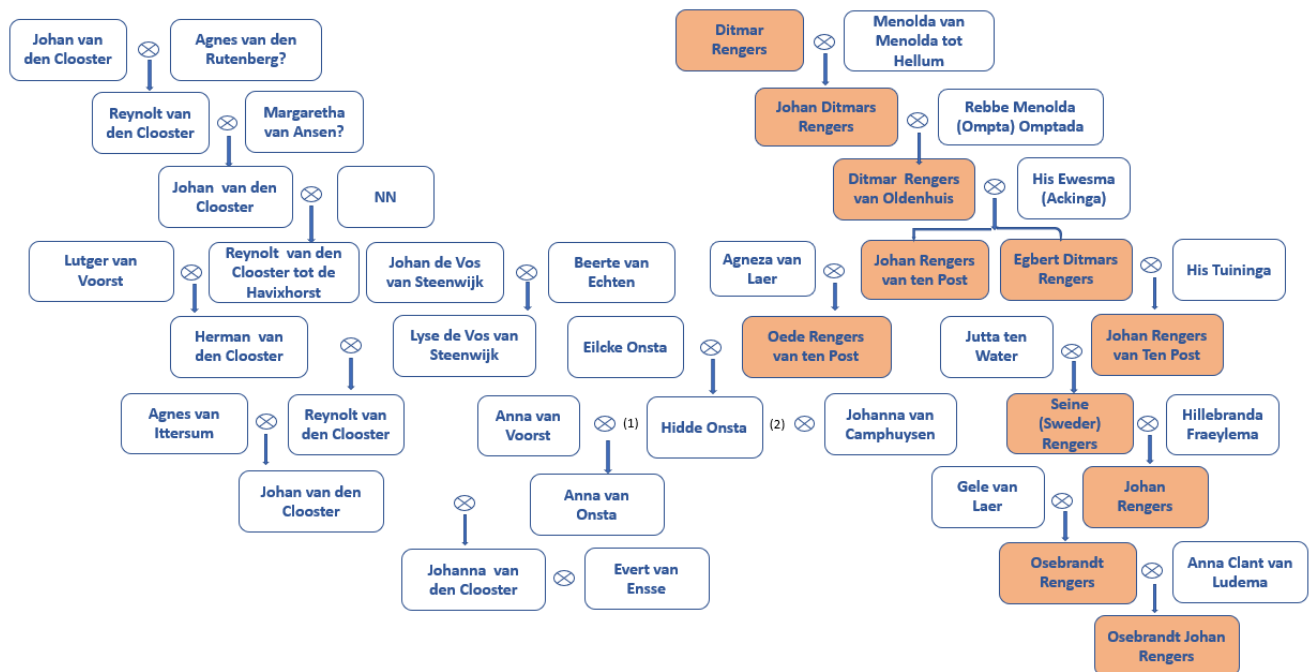 Johan van
den Clooster
Agnes van den
Rutenberg?
Ditmar
Rengers
Menolda van
Menolda tot
Hellum
Reynolt van
den Clooster
Margaretha
van Ansen?
Johan Ditmars
Rengers
Rebbe Menolda
(Ompta) Omptada
Johan van den
Clooster
NN
Ditmar Rengers
van Oldenhuis
His Ewesma
(Ackinga)
Lutger van
Voorst
Reynolt van den
Clooster tot de
Havixhorst
Johan de Vos
van Steenwijk
Beerte van
Echten
Agneza van
Laer
Johan Rengers
van ten Post
Egbert Ditmars
Rengers
His Tuininga
Herman van
den Clooster
Lyse de Vos van
Steenwijk
Eilcke Onsta
Oede Rengers
van ten Post
Jutta ten
Water
Johan Rengers
van Ten Post
Agnes van
Ittersum
Reynolt van
den Clooster
Anna van
Voorst
(1)
Hidde Onsta
(2)
Johanna van
Camphuysen
Seine
(Sweder)
Rengers
Hillebranda
Fraeylema
Johan van den
Clooster
Anna van
Onsta
Gele van
Laer
Johan
Rengers
Johanna van
den Clooster
Evert van
Ensse
Osebrandt
Rengers
Anna Clant van
Ludema
Osebrandt Johan
Rengers